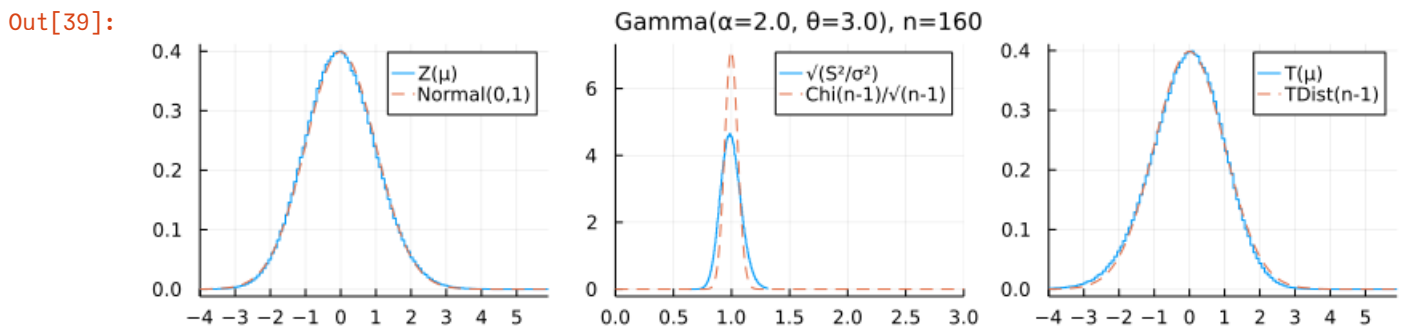 Out[39]:
Gamma(α=2.0, θ=3.0), n=160
0.4
0.3
0.2
0.1
0.0
−4 −3 −2 −1 0 1 2 3 4 5
Z(μ)
Normal(0,1)
6
4
2
0
0.0 0.5 1.0 1.5 2.0 2.5 3.0
√(S²/σ²)
Chi(n-1)/√(n-1)
0.4
0.3
0.2
0.1
0.0
−4 −3 −2 −1 0 1 2 3 4 5
T(μ)
TDist(n-1)